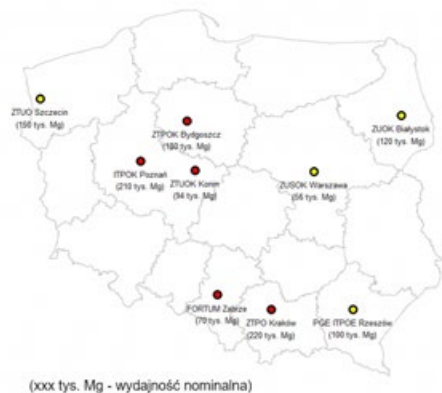 ZTUO Szczecin
(150 tys. Mg)
ZTPOK Bydgoszcz
(180 tys. Mg)
ZUOK Białystok
(120 tys. Mg)
ITPOK Poznań
(210 tys. Mg)
ZTUOK Konin
(94 tys. Mg)
ZUSOK Warszawa
(56 tys. Mg)
FORTUM Zabrze
(70 tys. Mg)
ZTPO Kraków
(220 tys. Mg)
PGE ITPOE Rzeszów
(100 tys. Mg)
(xxx tys. Mg - wydajność nominalna)